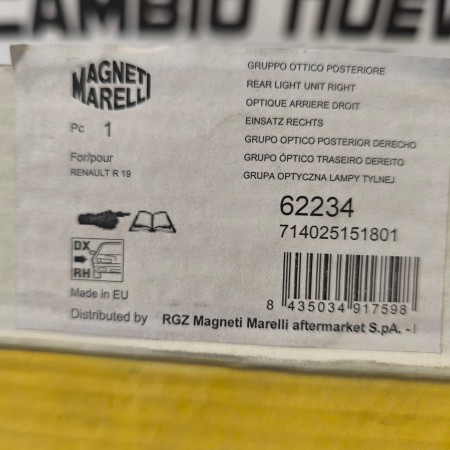 CAMBIO NUEV
MAGNETI
MARELLI
Pc 1
For/pour
RENAULT R 19
GRUPPO OTTICO POSTERIORE
REAR LIGHT UNIT RIGHT
OPTIQUE ARRIERE DROIT
EINSATZ RECHTS
GRUPO OPTICO POSTERIOR DERECHO
GRUPO ÓPTICO TRASEIRO DEREITO
GRUPA OPTYCZNA LAMPY TYLNEJ
62234
714025151801
DX
RH
8 435034 917598
Made in EU
Distributed by RGZ Magneti Marelli aftermarket S.p.A. -